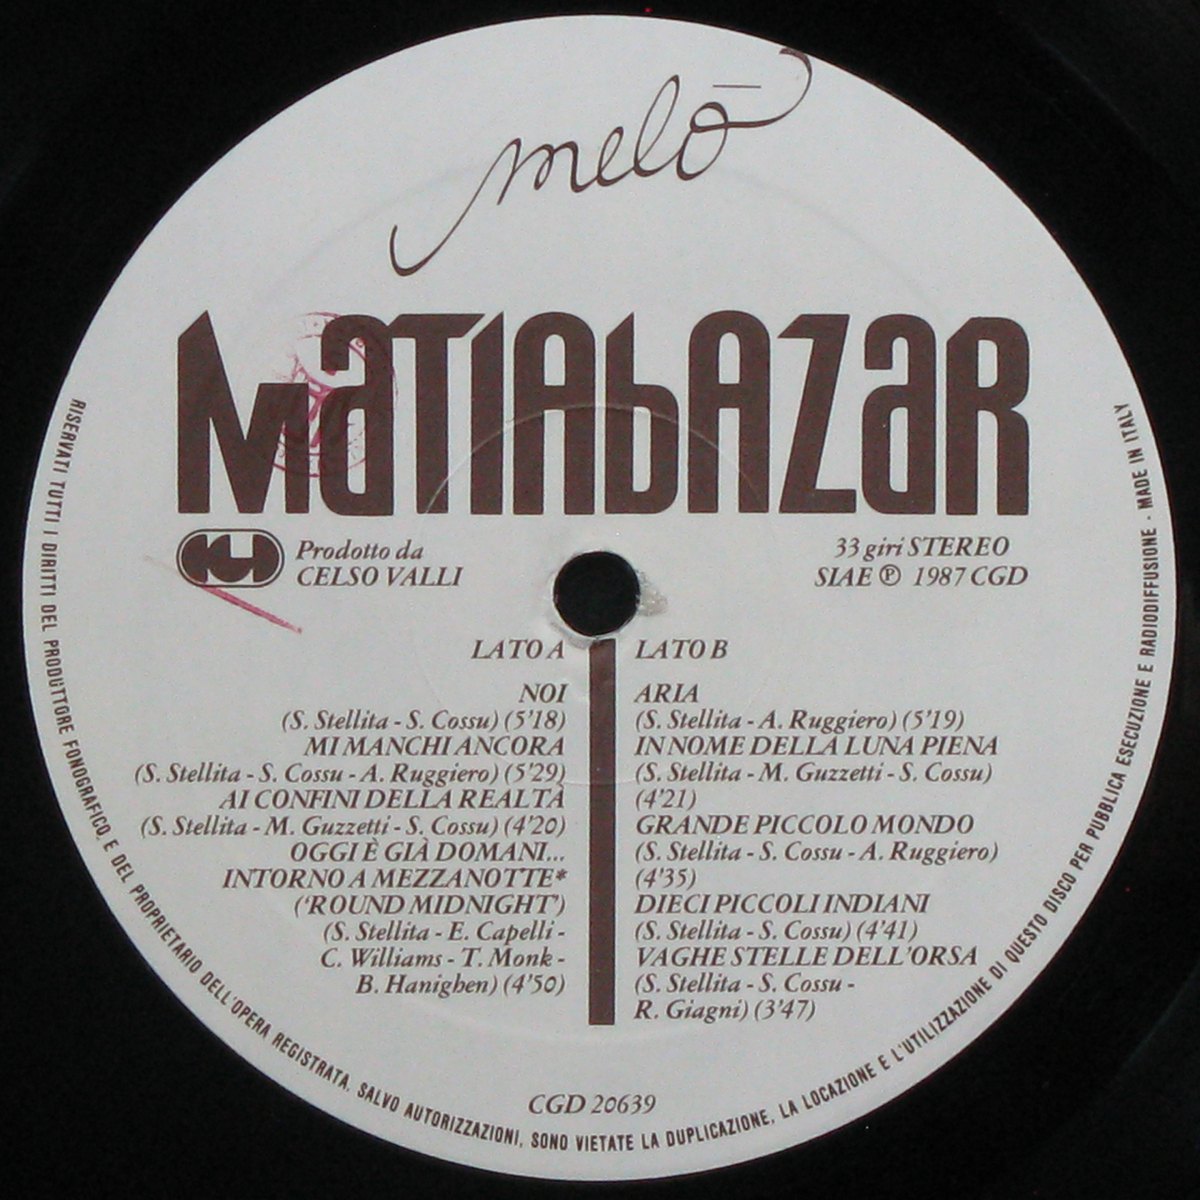 melò
MATIABAZAR
Prodotto da
CELSO VALLI
33 giri STEREO
SIAE ℗ 1987 CGD
LATO A
NOI
(S. Stellita - S. Cossu) (5'18)
MI MANCHI ANCORA
(S. Stellita - S. Cossu - A. Ruggiero) (5'29)
AI CONFINI DELLA REALTÀ
(S. Stellita - M. Guzzetti - S. Cossu) (4'20)
OGGI È GIÀ DOMANI...
INTORNO A MEZZANOTTE*
('ROUND MIDNIGHT')
(S. Stellita - E. Capelli -
C. Williams - T. Monk -
B. Hanighen) (4'50)
LATO B
ARIA
(S. Stellita - A. Ruggiero) (5'19)
IN NOME DELLA LUNA PIENA
(S. Stellita - M. Guzzetti - S. Cossu)
(4'21)
GRANDE PICCOLO MONDO
(S. Stellita - S. Cossu - A. Ruggiero)
(4'35)
DIECI PICCOLI INDIANI
(S. Stellita - S. Cossu) (4'41)
VAGHE STELLE DELL'ORSA
(S. Stellita - S. Cossu -
R. Giagni) (3'47)
CGD 20639
RISERVATI TUTTI I DIRITTI DEL PRODUTTORE FONOGRAFICO E DEL PROPRIETARIO DELL'OPERA REGISTRATA. SALVO AUTORIZZAZIONI, SONO VIETATE LA DUPLICAZIONE, LA LOCAZIONE E L'UTILIZZAZIONE DI QUESTO DISCO PER PUBBLICA ESECUZIONE E RADIODIFFUSIONE - MADE IN ITALY